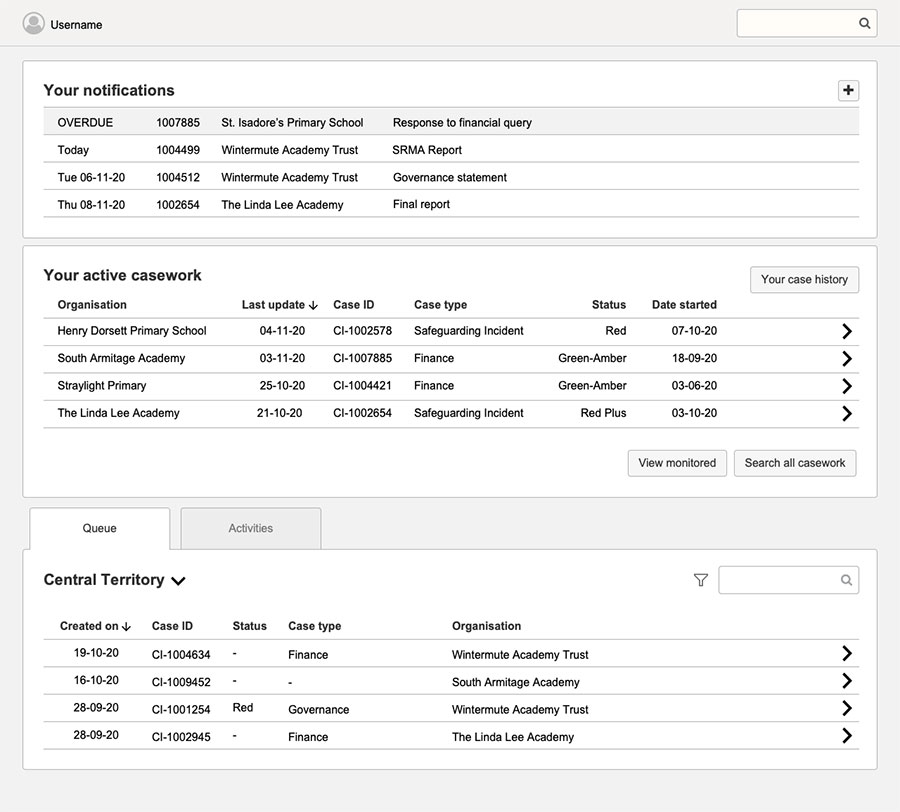 Username
Your notifications
OVERDUE 1007885 St. Isadore's Primary School Response to financial query
Today 1004499 Wintermute Academy Trust SRMA Report
Tue 06-11-20 1004512 Wintermute Academy Trust Governance statement
Thu 08-11-20 1002654 The Linda Lee Academy Final report
Your active casework
Your case history
Organisation Last update Case ID Case type Status Date started
Henry Dorsett Primary School 04-11-20 CI-1002578 Safeguarding Incident Red 07-10-20
South Armitage Academy 03-11-20 CI-1007885 Finance Green-Amber 18-09-20
Straylight Primary 25-10-20 CI-1004421 Finance Green-Amber 03-06-20
The Linda Lee Academy 21-10-20 CI-1002654 Safeguarding Incident Red Plus 03-10-20
View monitored Search all casework
Queue Activities
Central Territory
Created on Case ID Status Case type Organisation
19-10-20 CI-1004634 - Finance Wintermute Academy Trust
16-10-20 CI-1009452 - - South Armitage Academy
28-09-20 CI-1001254 Red Governance Wintermute Academy Trust
28-09-20 CI-1002945 - Finance The Linda Lee Academy